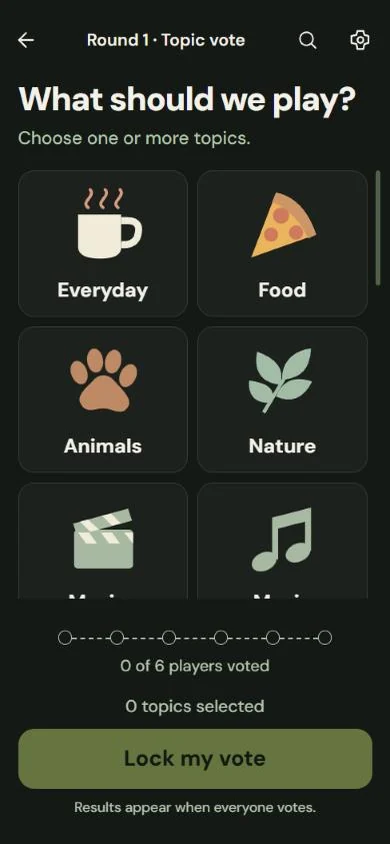 Round 1 · Topic vote
What should we play?
Choose one or more topics.
Everyday
Food
Animals
Nature
0 of 6 players voted
0 topics selected
Lock my vote
Results appear when everyone votes.